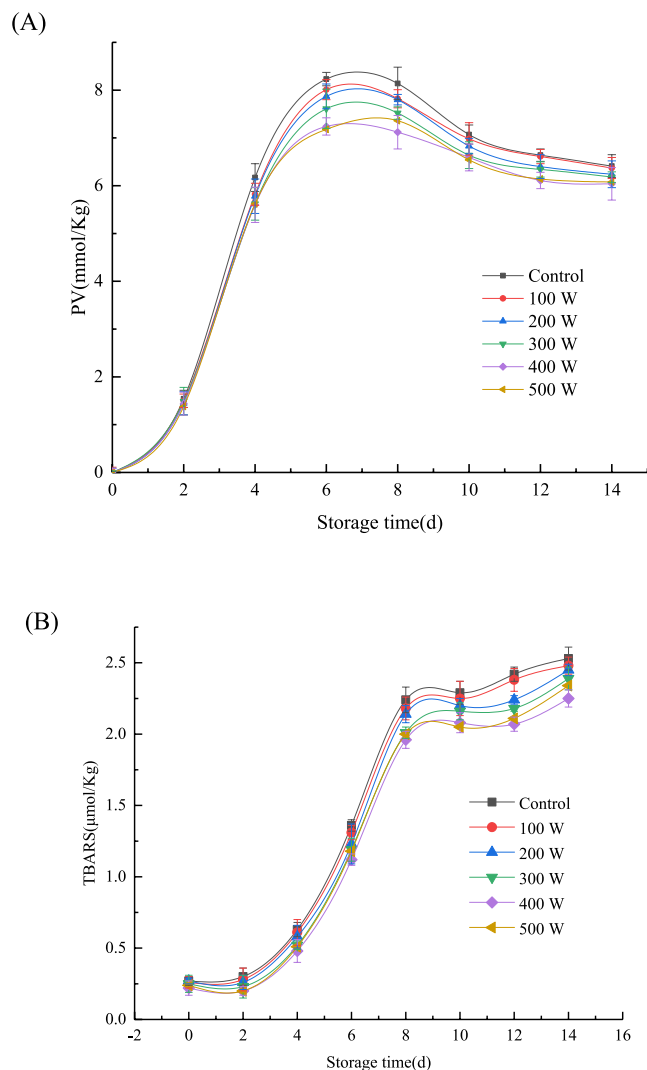 (A)
PV(mmol/Kg)
8
6
4
2
0
0 2 4 6 8 10 12 14
Storage time(d)
Control
100 W
200 W
300 W
400 W
500 W
(B)
TBARS(μmol/Kg)
2.5
2.0
1.5
1.0
0.5
0.0
-2 0 2 4 6 8 10 12 14 16
Storage time(d)
Control
100 W
200 W
300 W
400 W
500 W